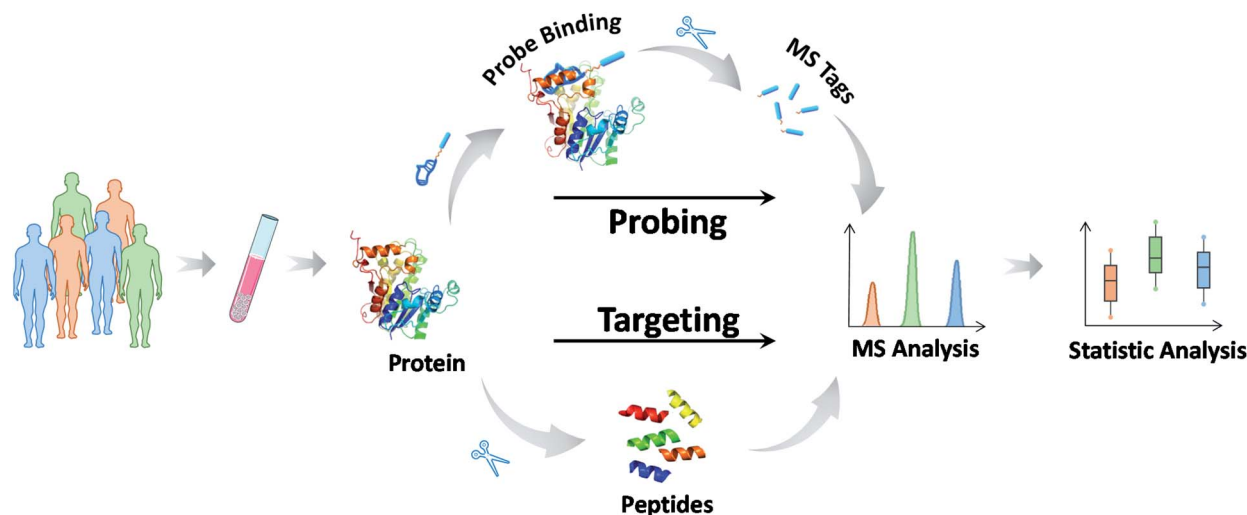 Probe Binding
MS Tags
Probing
Targeting
Protein
MS Analysis
Statistic Analysis
Peptides